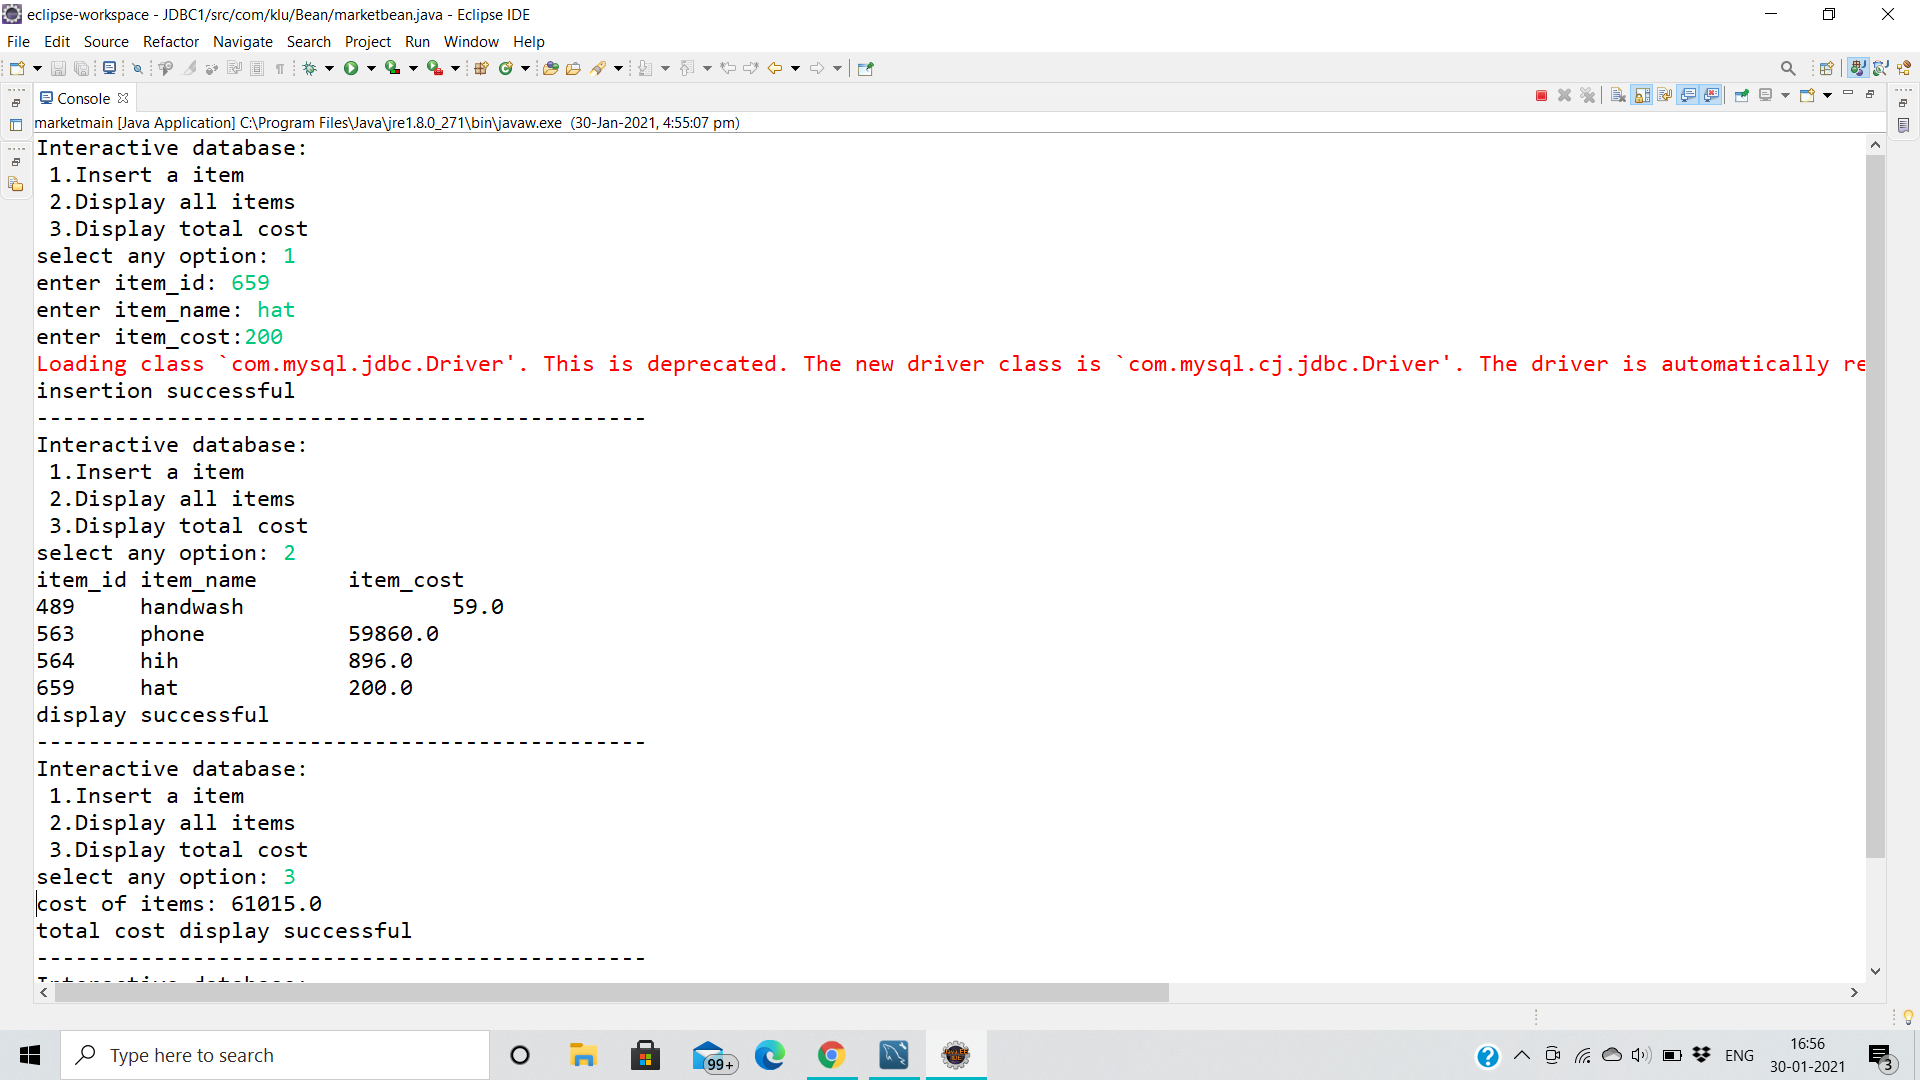 eclipse-workspace - JDBC1/src/com/klu/Bean/marketbean.java - Eclipse IDE
File Edit Source Refactor Navigate Search Project Run Window Help
Console
marketmain [Java Application] C:\Program Files\Java\jre1.8.0_271\bin\javaw.exe (30-Jan-2021, 4:55:07 pm)
Interactive database:
1.Insert a item
2.Display all items
3.Display total cost
select any option: 1
enter item_id: 659
enter item_name: hat
enter item_cost:200
Loading class `com.mysql.jdbc.Driver'. This is deprecated. The new driver class is `com.mysql.cj.jdbc.Driver'. The driver is automatically re
insertion successful
-----------------------------------------------
Interactive database:
1.Insert a item
2.Display all items
3.Display total cost
select any option: 2
item_id item_name item_cost
489 handwash 59.0
563 phone 59860.0
564 hih 896.0
659 hat 200.0
display successful
-----------------------------------------------
Interactive database:
1.Insert a item
2.Display all items
3.Display total cost
select any option: 3
cost of items: 61015.0
total cost display successful
-----------------------------------------------
Interactive database:
Type here to search
99+
ENG
16:56
30-01-2021
3